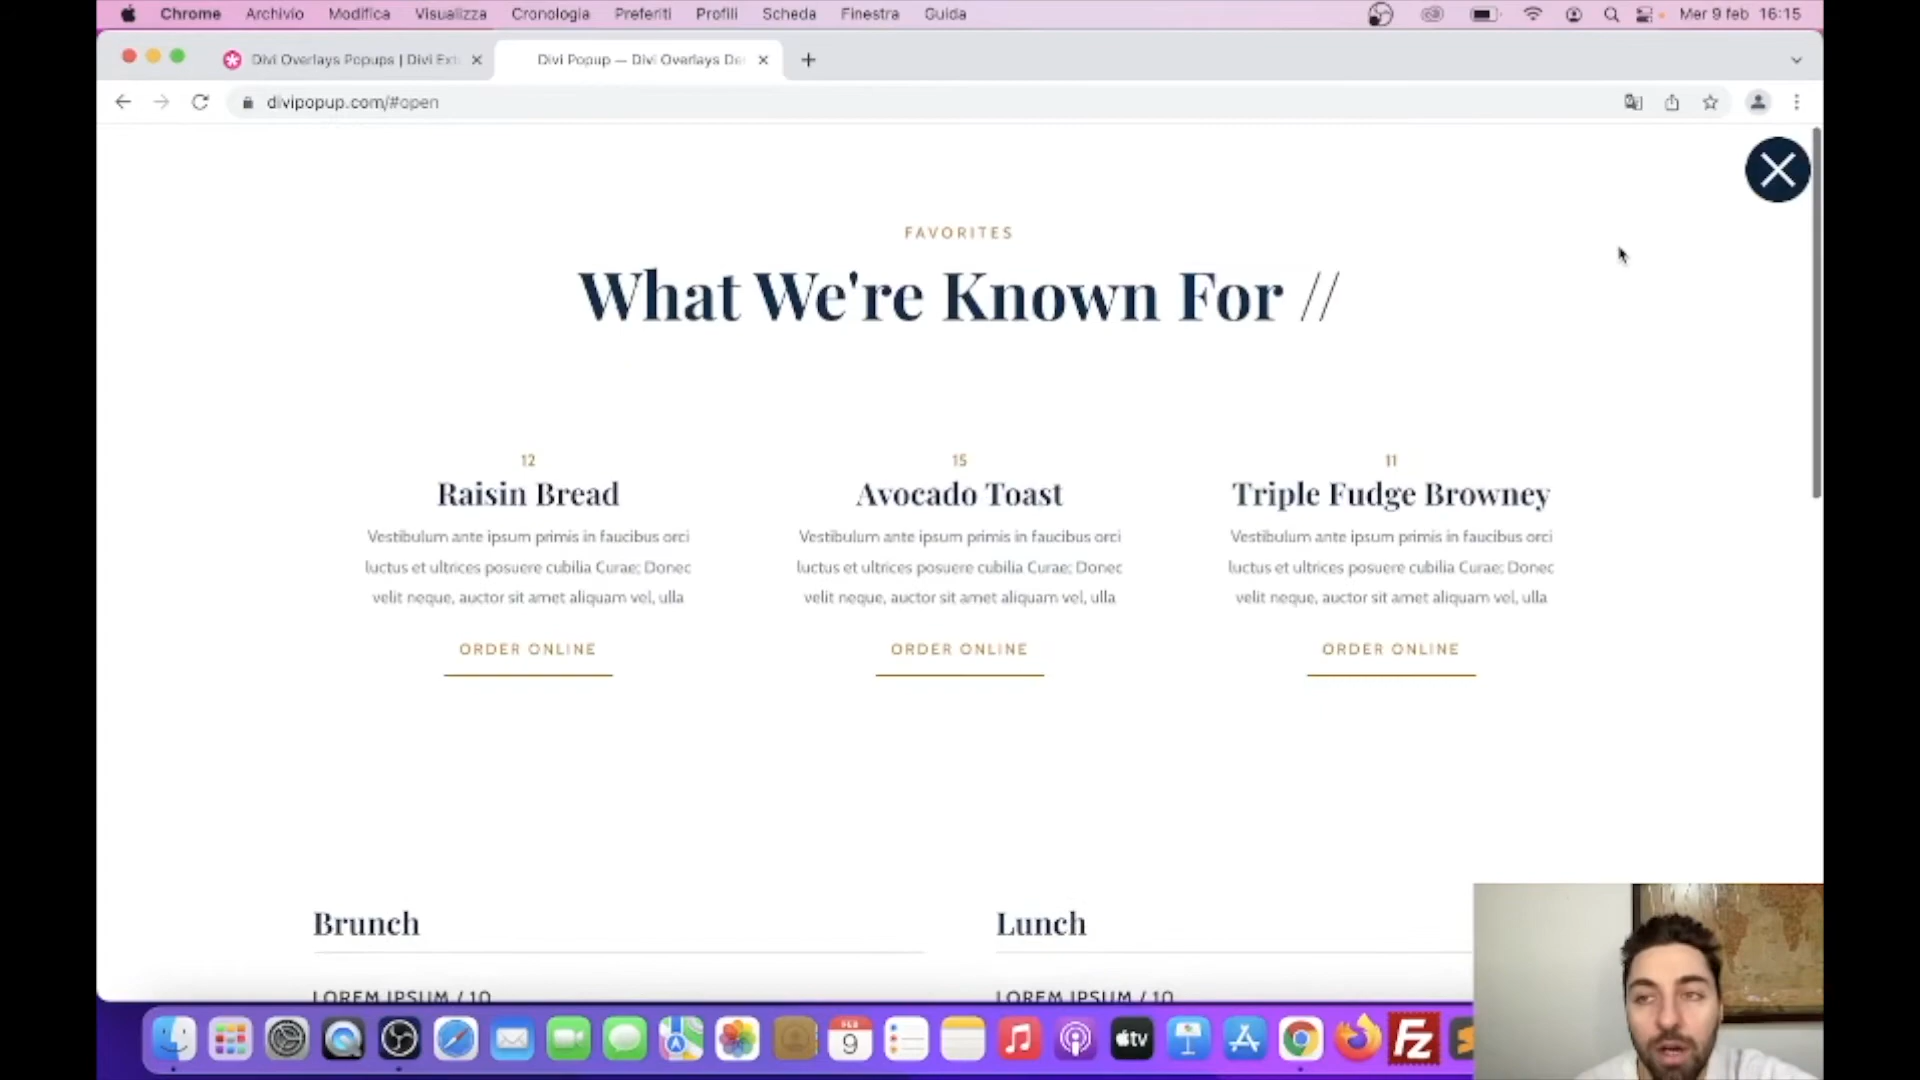 Chrome Archivio Modifica Visualizza Cronologia Preferiti Profili Scheda Finestra Guida Mer 9 feb 16:15
Divi Overlays Popups | Divi Ext Divi Popup — Divi Overlays De
divipopup.com/#open
FAVORITES
What We're Known For //
12
Raisin Bread
Vestibulum ante ipsum primis in faucibus orci
luctus et ultrices posuere cubilia Curae; Donec
velit neque, auctor sit amet aliquam vel, ulla
ORDER ONLINE
15
Avocado Toast
Vestibulum ante ipsum primis in faucibus orci
luctus et ultrices posuere cubilia Curae; Donec
velit neque, auctor sit amet aliquam vel, ulla
ORDER ONLINE
11
Triple Fudge Browney
Vestibulum ante ipsum primis in faucibus orci
luctus et ultrices posuere cubilia Curae; Donec
velit neque, auctor sit amet aliquam vel, ulla
ORDER ONLINE
Brunch
LOREM IPSUM / 10
Lunch
LOREM IPSUM / 10
FEB
9
tv
FZ